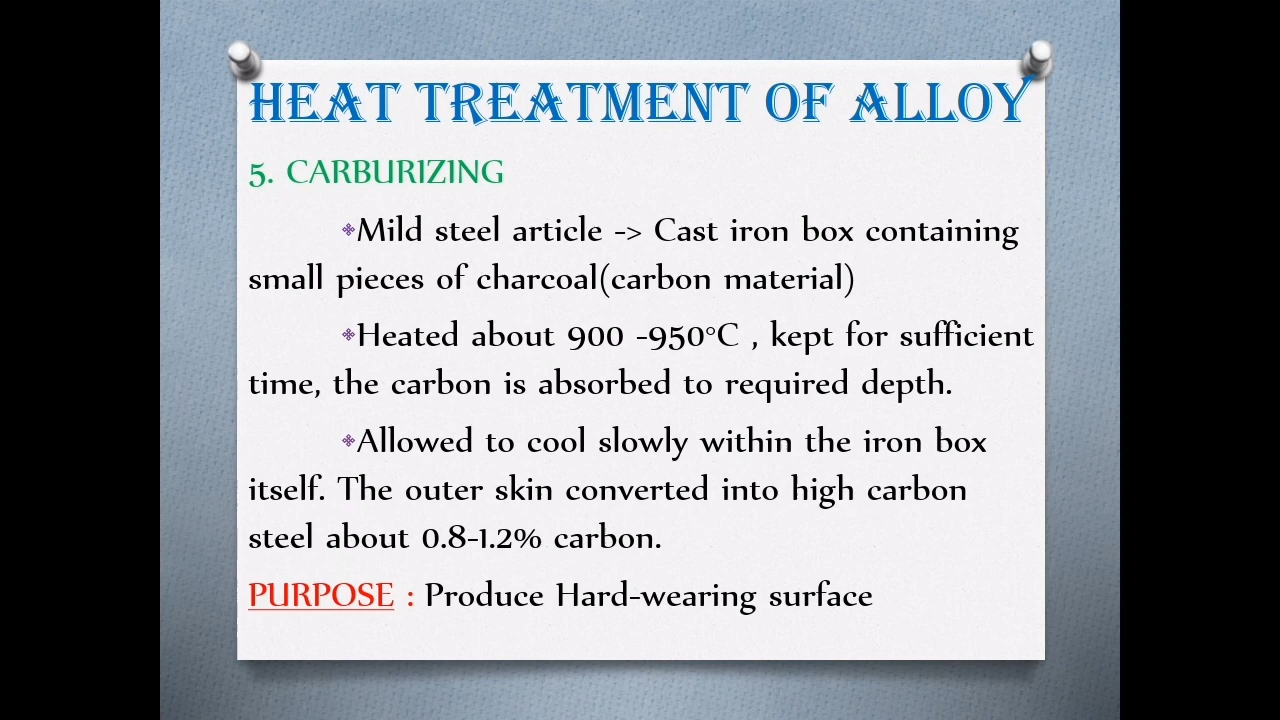 HEAT TREATMENT OF ALLOY
5. CARBURIZING
❖Mild steel article -> Cast iron box containing
small pieces of charcoal(carbon material)
❖Heated about 900 -950°C , kept for sufficient
time, the carbon is absorbed to required depth.
❖Allowed to cool slowly within the iron box
itself. The outer skin converted into high carbon
steel about 0.8-1.2% carbon.
PURPOSE : Produce Hard-wearing surface